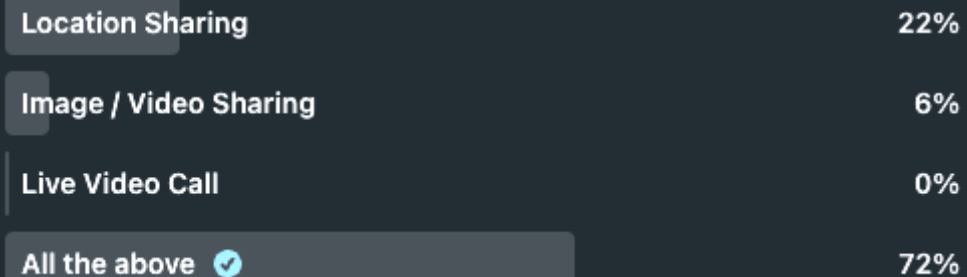 Location Sharing 22%
Image / Video Sharing 6%
Live Video Call 0%
All the above 72%